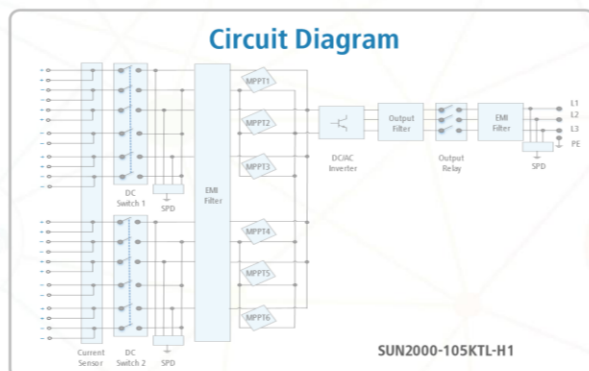 Circuit Diagram
MPPT1
MPPT2
MPPT3
MPPT4
MPPT5
MPPT6
DC
Switch 1
SPD
EMI
Filter
DC/AC
Inverter
Output
Filter
Output
Relay
EMI
Filter
L1
L2
L3
PE
SPD
Current
Sensor
DC
Switch 2
SPD
SUN2000-105KTL-H1